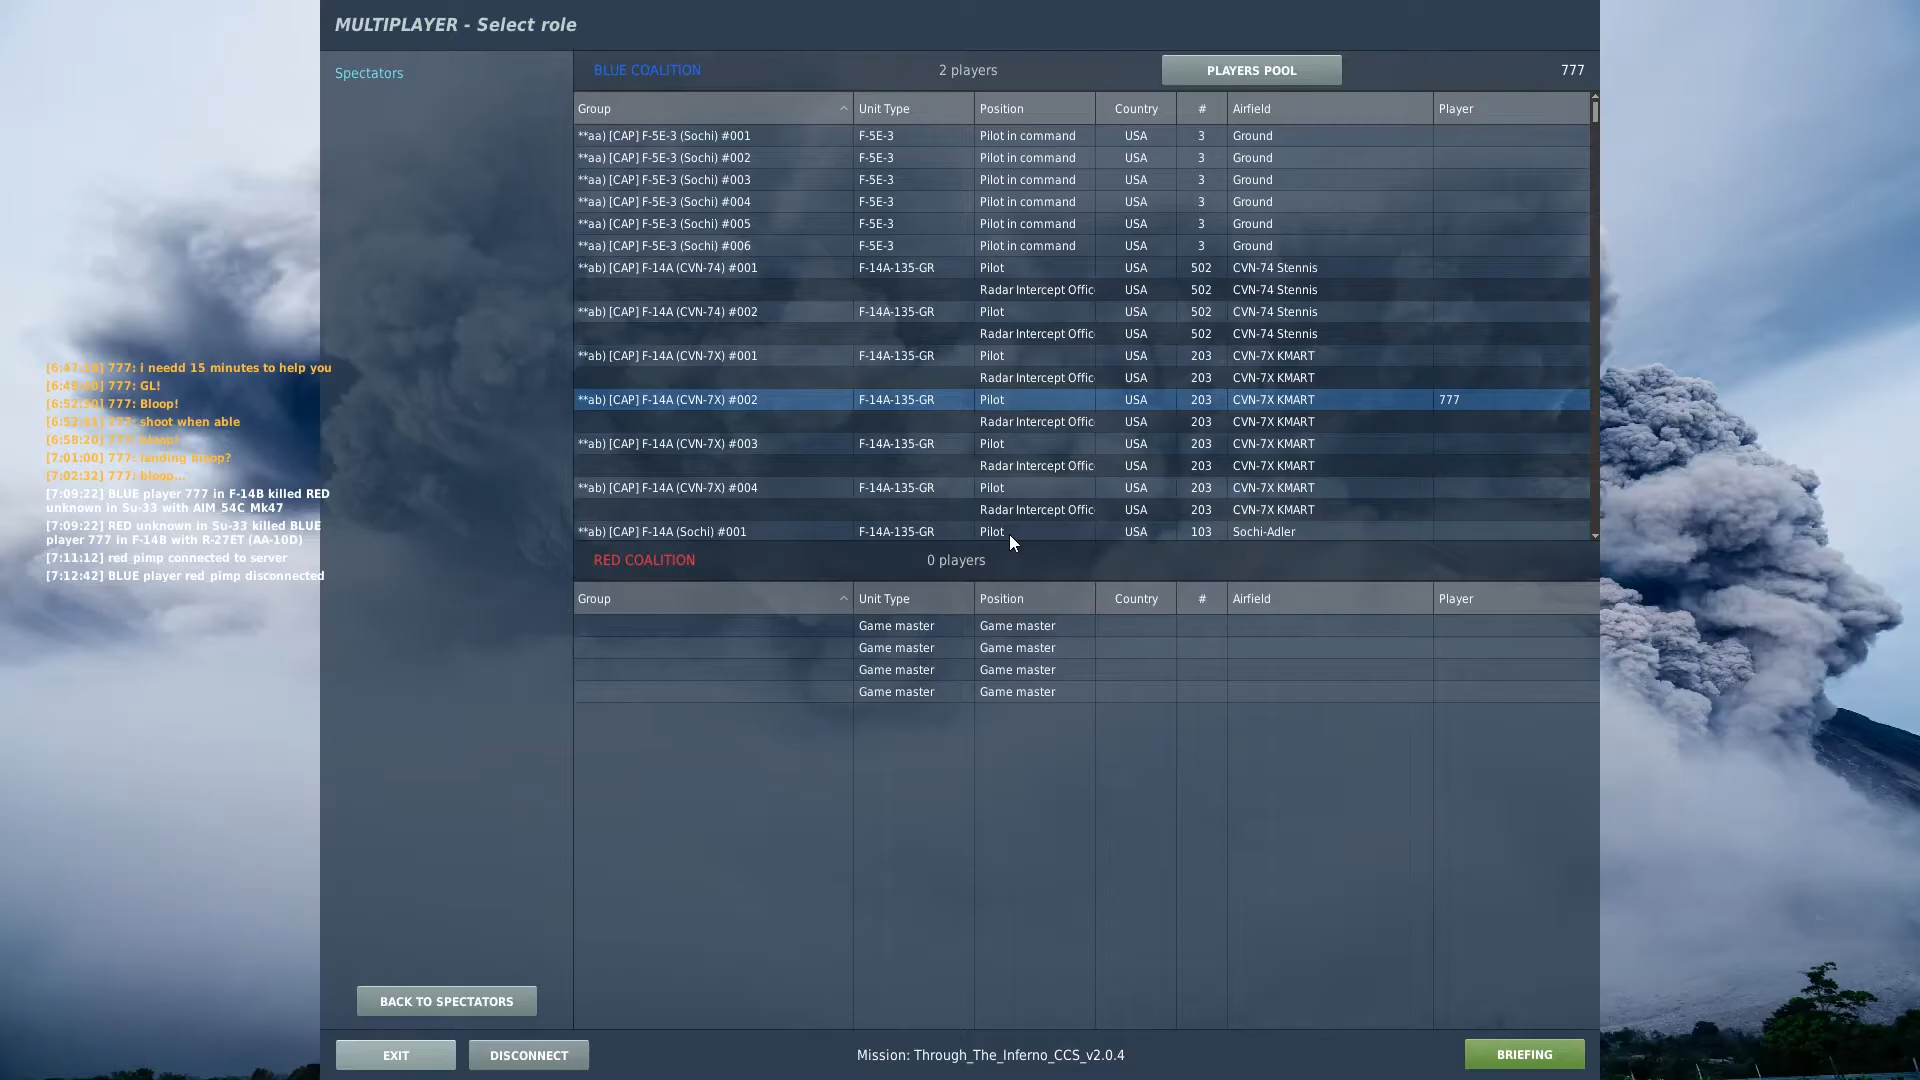 MULTIPLAYER - Select role
Spectators
BLUE COALITION 2 players PLAYERS POOL 777
Group Unit Type Position Country # Airfield Player
**aa) [CAP] F-5E-3 (Sochi) #001 F-5E-3 Pilot in command USA 3 Ground
**aa) [CAP] F-5E-3 (Sochi) #002 F-5E-3 Pilot in command USA 3 Ground
**aa) [CAP] F-5E-3 (Sochi) #003 F-5E-3 Pilot in command USA 3 Ground
**aa) [CAP] F-5E-3 (Sochi) #004 F-5E-3 Pilot in command USA 3 Ground
**aa) [CAP] F-5E-3 (Sochi) #005 F-5E-3 Pilot in command USA 3 Ground
**aa) [CAP] F-5E-3 (Sochi) #006 F-5E-3 Pilot in command USA 3 Ground
**ab) [CAP] F-14A (CVN-74) #001 F-14A-135-GR Pilot USA 502 CVN-74 Stennis
Radar Intercept Offic USA 502 CVN-74 Stennis
**ab) [CAP] F-14A (CVN-74) #002 F-14A-135-GR Pilot USA 502 CVN-74 Stennis
Radar Intercept Offic USA 502 CVN-74 Stennis
**ab) [CAP] F-14A (CVN-7X) #001 F-14A-135-GR Pilot USA 203 CVN-7X KMART
Radar Intercept Offic USA 203 CVN-7X KMART
**ab) [CAP] F-14A (CVN-7X) #002 F-14A-135-GR Pilot USA 203 CVN-7X KMART 777
Radar Intercept Offic USA 203 CVN-7X KMART
**ab) [CAP] F-14A (CVN-7X) #003 F-14A-135-GR Pilot USA 203 CVN-7X KMART
Radar Intercept Offic USA 203 CVN-7X KMART
**ab) [CAP] F-14A (CVN-7X) #004 F-14A-135-GR Pilot USA 203 CVN-7X KMART
Radar Intercept Offic USA 203 CVN-7X KMART
**ab) [CAP] F-14A (Sochi) #001 F-14A-135-GR Pilot USA 103 Sochi-Adler
777: i needd 15 minutes to help you
777: GL!
777: Bloop!
777: shoot when able
[6:58:20] 777: bloop!
[7:01:00] 777: landing bloop?
[7:02:32] 777: bloop...
[7:09:22] BLUE player 777 in F-14B killed RED
unknown in Su-33 with AIM_54C_Mk47
[7:09:22] RED unknown in Su-33 killed BLUE
player 777 in F-14B with R-27ET (AA-10D)
[7:11:12] red_pimp connected to server
[7:12:42] BLUE player red_pimp disconnected
RED COALITION 0 players
Group Unit Type Position Country # Airfield Player
Game master Game master
Game master Game master
Game master Game master
Game master Game master
BACK TO SPECTATORS
EXIT DISCONNECT Mission: Through_The_Inferno_CCS_v2.0.4 BRIEFING